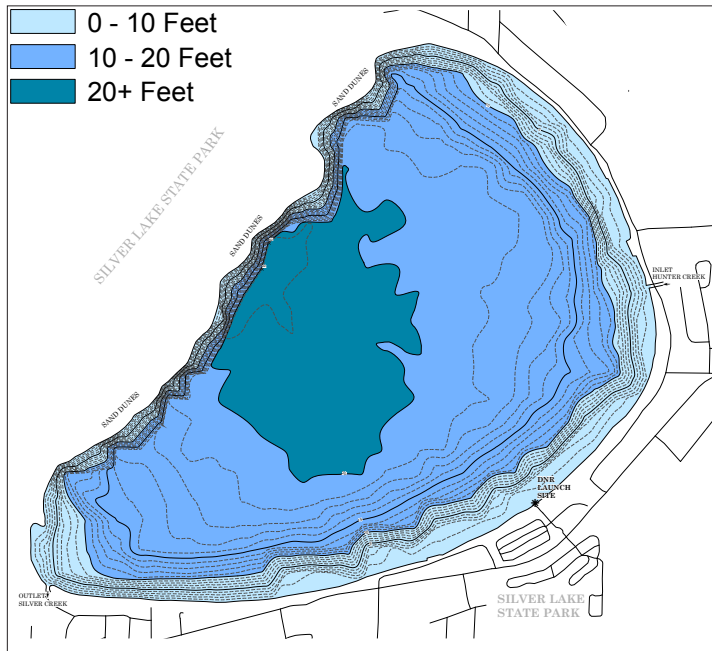 0 - 10 Feet
10 - 20 Feet
20+ Feet
SAND DUNES
SILVER LAKE STATE PARK
SAND DUNES
INLET
HUNTER CREEK
SAND DUNES
DNR
LAUNCH
SITE
OUTLET
SILVER CREEK
SILVER LAKE
STATE PARK